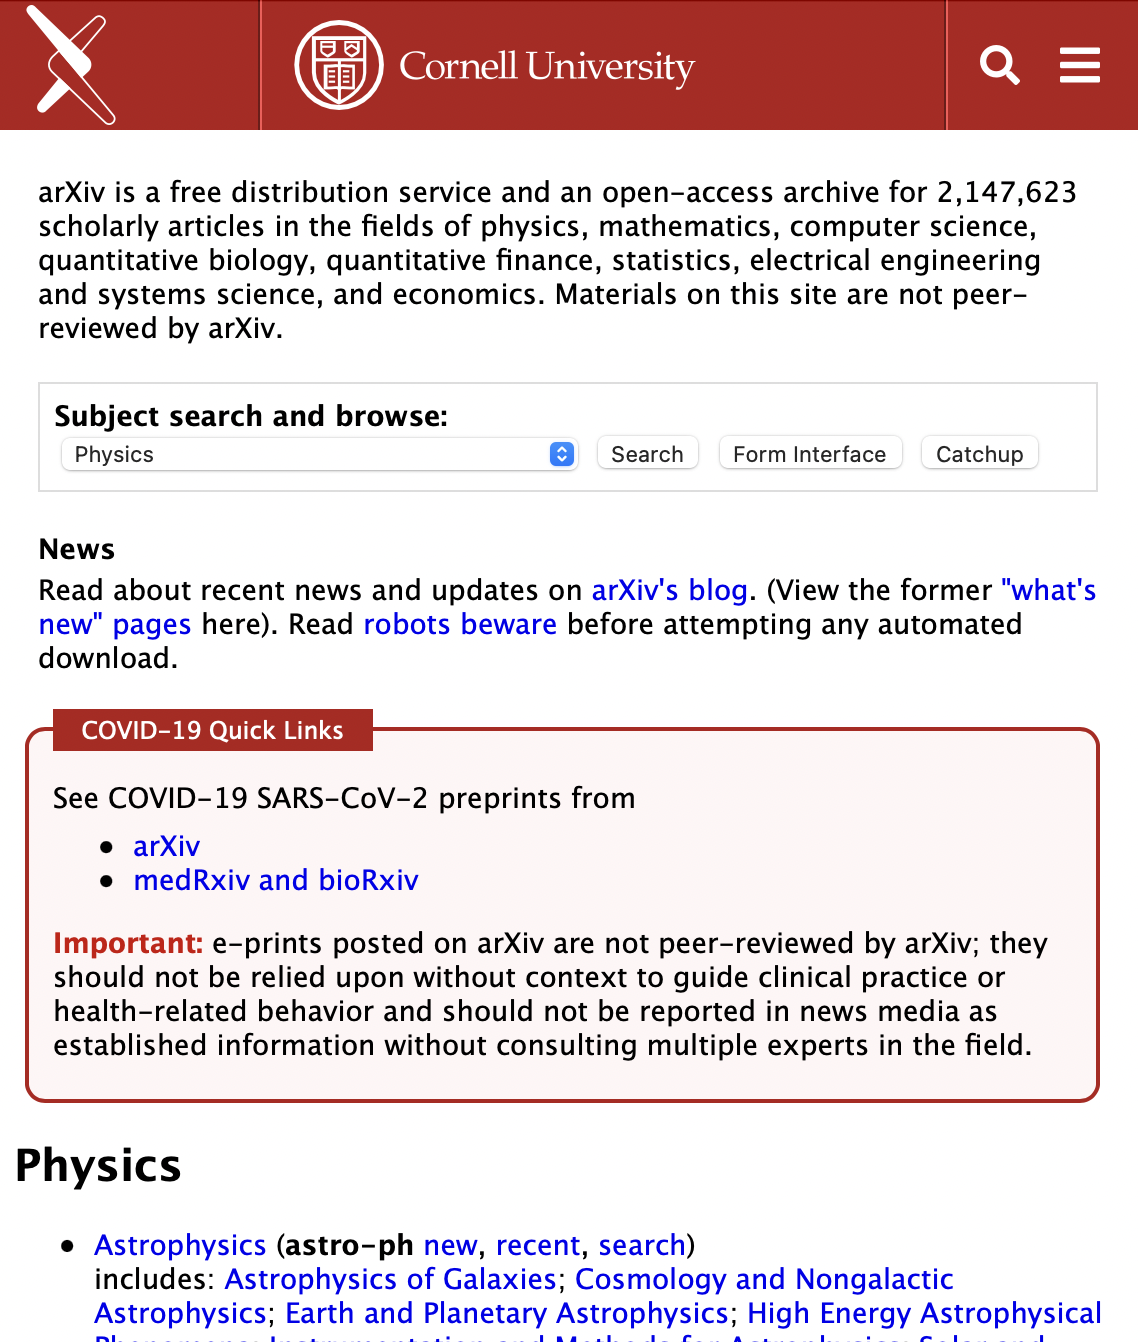 Cornell University
arXiv is a free distribution service and an open-access archive for 2,147,623
scholarly articles in the fields of physics, mathematics, computer science,
quantitative biology, quantitative finance, statistics, electrical engineering
and systems science, and economics. Materials on this site are not peer-
reviewed by arXiv.
Subject search and browse:
Physics Search Form Interface Catchup
News
Read about recent news and updates on arXiv's blog. (View the former "what's
new" pages here). Read robots beware before attempting any automated
download.
COVID-19 Quick Links
See COVID-19 SARS-CoV-2 preprints from
• arXiv
• medRxiv and bioRxiv
Important: e-prints posted on arXiv are not peer-reviewed by arXiv; they
should not be relied upon without context to guide clinical practice or
health-related behavior and should not be reported in news media as
established information without consulting multiple experts in the field.
Physics
• Astrophysics (astro-ph new, recent, search)
includes: Astrophysics of Galaxies; Cosmology and Nongalactic
Astrophysics; Earth and Planetary Astrophysics; High Energy Astrophysical
Phenomena; Instrumentation and Methods for Astrophysics; Solar and